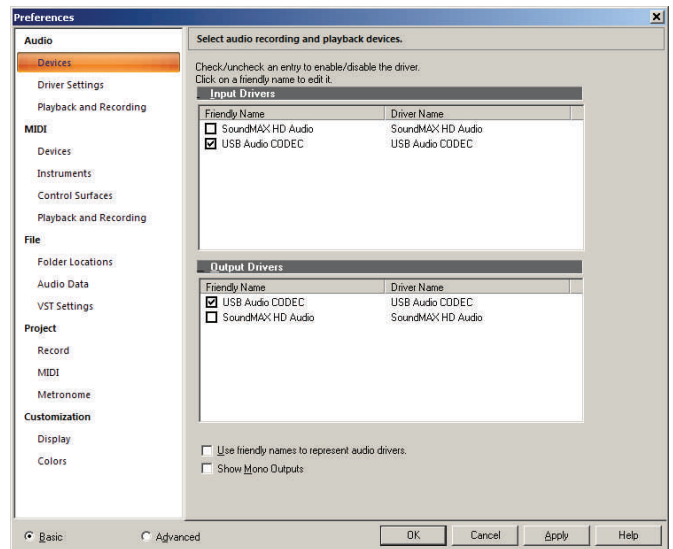 Preferences
Audio
Devices
Driver Settings
Playback and Recording
MIDI
Devices
Instruments
Control Surfaces
Playback and Recording
File
Folder Locations
Audio Data
VST Settings
Project
Record
MIDI
Metronome
Customization
Display
Colors
Basic
Advanced
Select audio recording and playback devices.
Check/uncheck an entry to enable/disable the driver.
Click on a friendly name to edit it.
Input Drivers
Friendly Name Driver Name
SoundMAX HD Audio SoundMAX HD Audio
USB Audio CODEC USB Audio CODEC
Output Drivers
Friendly Name Driver Name
USB Audio CODEC USB Audio CODEC
SoundMAX HD Audio SoundMAX HD Audio
Use friendly names to represent audio drivers.
Show Mono Outputs
OK Cancel Apply Help